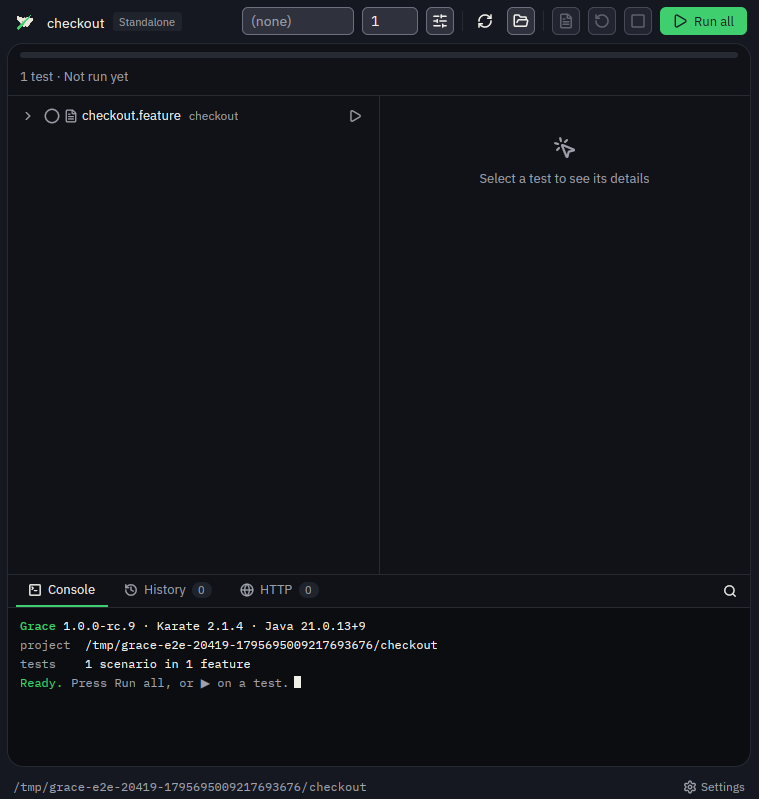 checkout Standalone (none) 1 Run all
1 test · Not run yet
checkout.feature checkout
Select a test to see its details
Console History 0 HTTP 0
Grace 1.0.0-rc.9 · Karate 2.1.4 · Java 21.0.13+9
project /tmp/grace-e2e-20419-1795695009217693676/checkout
tests 1 scenario in 1 feature
Ready. Press Run all, or ▶ on a test.
/tmp/grace-e2e-20419-1795695009217693676/checkout Settings